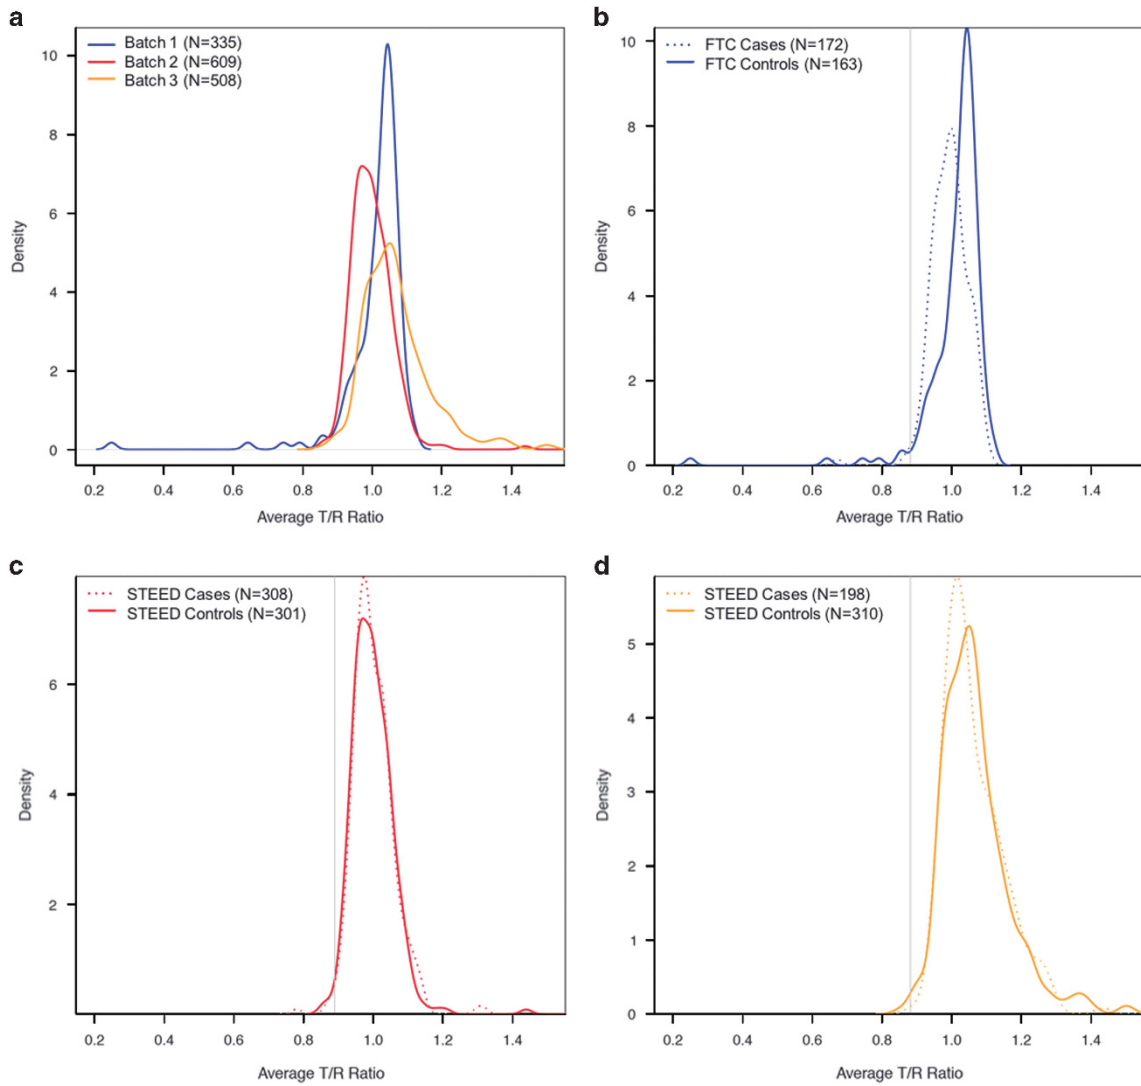 a
Batch 1 (N=335)
Batch 2 (N=609)
Batch 3 (N=508)
10
8
6
4
2
0
Density
0.2 0.4 0.6 0.8 1.0 1.2 1.4
Average T/R Ratio
b
FTC Cases (N=172)
FTC Controls (N=163)
10
8
6
4
2
0
Density
0.2 0.4 0.6 0.8 1.0 1.2 1.4
Average T/R Ratio
c
STEED Cases (N=308)
STEED Controls (N=301)
6
4
2
Density
0.2 0.4 0.6 0.8 1.0 1.2 1.4
Average T/R Ratio
d
STEED Cases (N=198)
STEED Controls (N=310)
5
4
3
2
1
0
Density
0.2 0.4 0.6 0.8 1.0 1.2 1.4
Average T/R Ratio